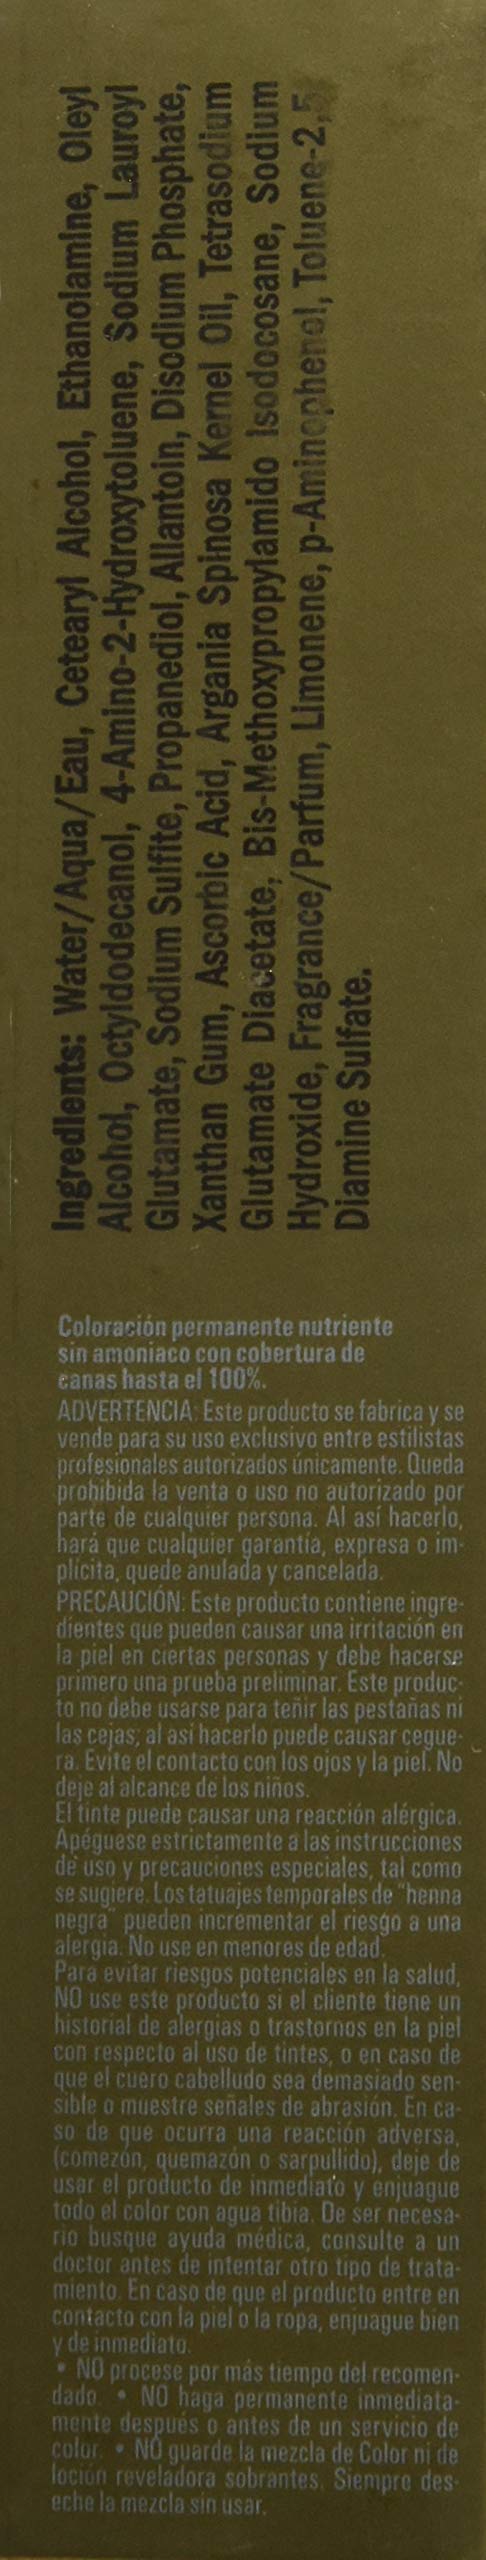 Ingredients: Water/Aqua/Eau, Cetearyl Alcohol, Ethanolamine, Oleyl
Alcohol, Octyldodecanol, 4-Amino-2-Hydroxytoluene, Sodium Lauroyl
Glutamate, Sodium Sulfite, Propanediol, Allantoin, Disodium Phosphate,
Xanthan Gum, Ascorbic Acid, Argania Spinosa Kernel Oil, Tetrasodium
Glutamate Diacetate, Bis-Methoxypropylamido Isodocosane, Sodium
Hydroxide, Fragrance/Parfum, Limonene, p-Aminophenol, Toluene-2,5
Diamine Sulfate.
Coloración permanente nutriente
sin amoniaco con cobertura de
canas hasta el 100%.
ADVERTENCIA: Este producto se fabrica y se
vende para su uso exclusivo entre estilistas
profesionales autorizados únicamente. Queda
prohibida la venta o uso no autorizado por
parte de cualquier persona. Al así hacerlo,
hará que cualquier garantía, expresa o im-
plícita, quede anulada y cancelada.
PRECAUCIÓN: Este producto contiene ingre-
dientes que pueden causar una irritación en
la piel en ciertas personas y debe hacerse
primero una prueba preliminar. Este produc-
to no debe usarse para teñir las pestañas ni
las cejas; al así hacerlo puede causar cegue-
ra. Evite el contacto con los ojos y la piel. No
deje al alcance de los niños.
El tinte puede causar una reacción alérgica.
Apéguese estrictamente a las instrucciones
de uso y precauciones especiales, tal como
se sugiere. Los tatuajes temporales de "henna
negra" pueden incrementar el riesgo a una
alergia. No use en menores de edad.
Para evitar riesgos potenciales en la salud,
NO use este producto si el cliente tiene un
historial de alergias o trastornos en la piel
con respecto al uso de tintes, o en caso de
que el cuero cabelludo sea demasiado sen-
sible o muestre señales de abrasión. En ca-
so de que ocurra una reacción adversa,
(comezón, quemazón o sarpullido), deje de
usar el producto de inmediato y enjuague
todo el color con agua tibia. De ser necesa-
rio busque ayuda médica, consulte a un
doctor antes de intentar otro tipo de trata-
miento. En caso de que el producto entre en
contacto con la piel o la ropa, enjuague bien
y de inmediato.
• NO procese por más tiempo del recomen-
dado. • NO haga permanente inmediata-
mente después o antes de un servicio de
color. • NO guarde la mezcla de Color ni de
loción reveladora sobrantes. Siempre des-
eche la mezcla sin usar.